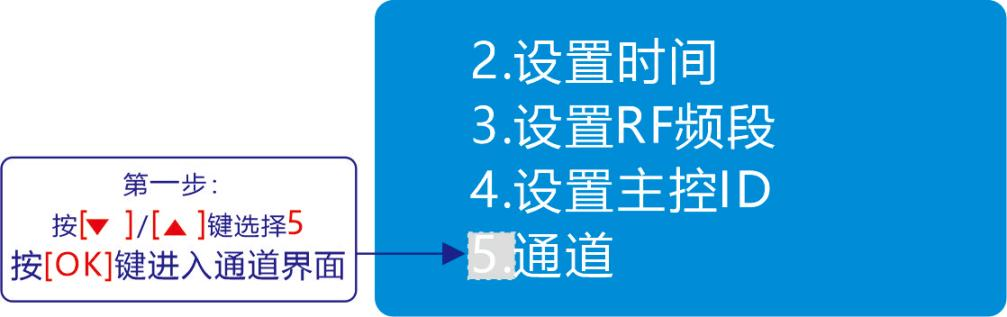 2.设置时间
3.设置RF频段
4.设置主控ID
5.通道
第一步：
按[▼ ]/[▲ ]键选择5
按[OK]键进入通道界面